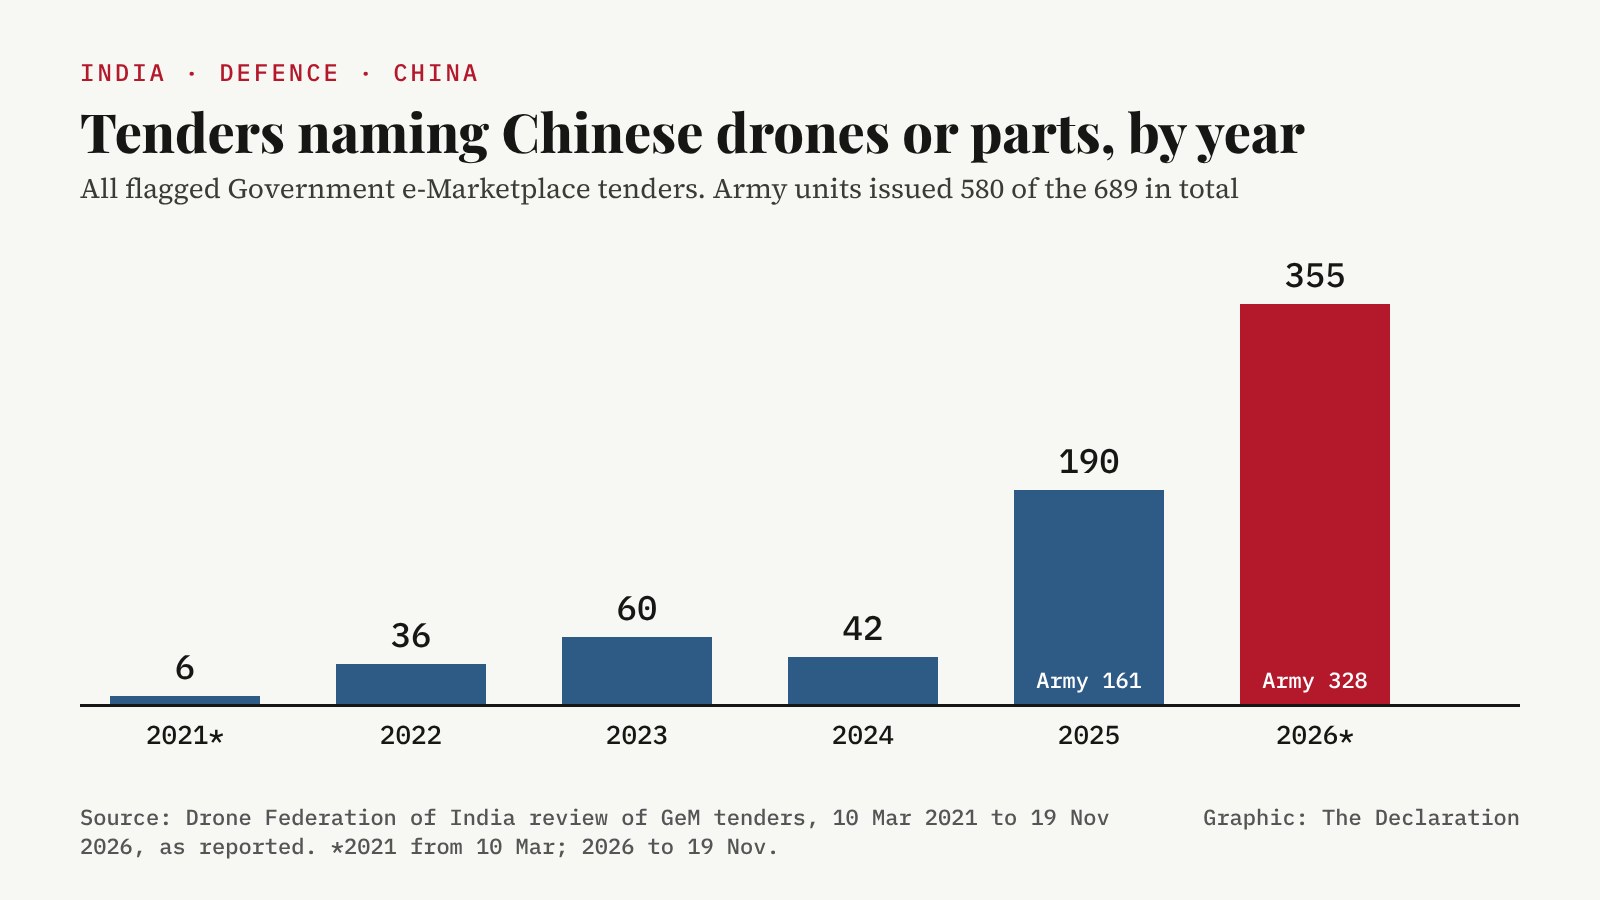 INDIA · DEFENCE · CHINA
Tenders naming Chinese drones or parts, by year
All flagged Government e-Marketplace tenders. Army units issued 580 of the 689 in total
6
36
60
42
190
355
Army 161
Army 328
2021*
2022
2023
2024
2025
2026*
Source: Drone Federation of India review of GeM tenders, 10 Mar 2021 to 19 Nov
2026, as reported. *2021 from 10 Mar; 2026 to 19 Nov.
Graphic: The Declaration